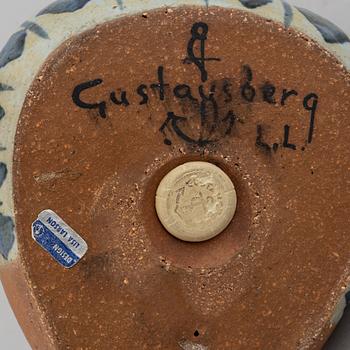 Gustavsberg
L.L.
DESIGN
LISA LARSON